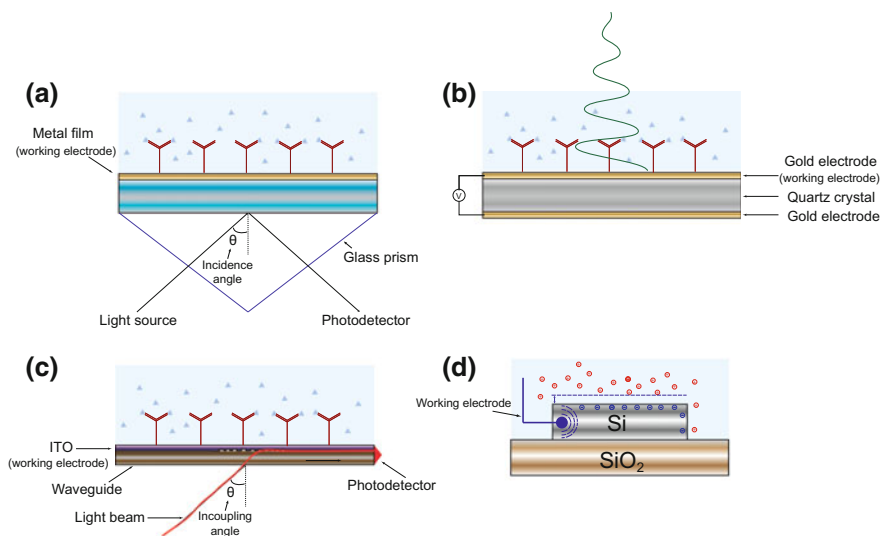 (a)
Metal film
(working electrode)
θ
Incidence
angle
Glass prism
Light source
Photodetector
(b)
V
Gold electrode
(working electrode)
Quartz crystal
Gold electrode
(c)
ITO
(working electrode)
Waveguide
θ
Light beam
Incoupling
angle
Photodetector
(d)
Working electrode
Si
SiO₂